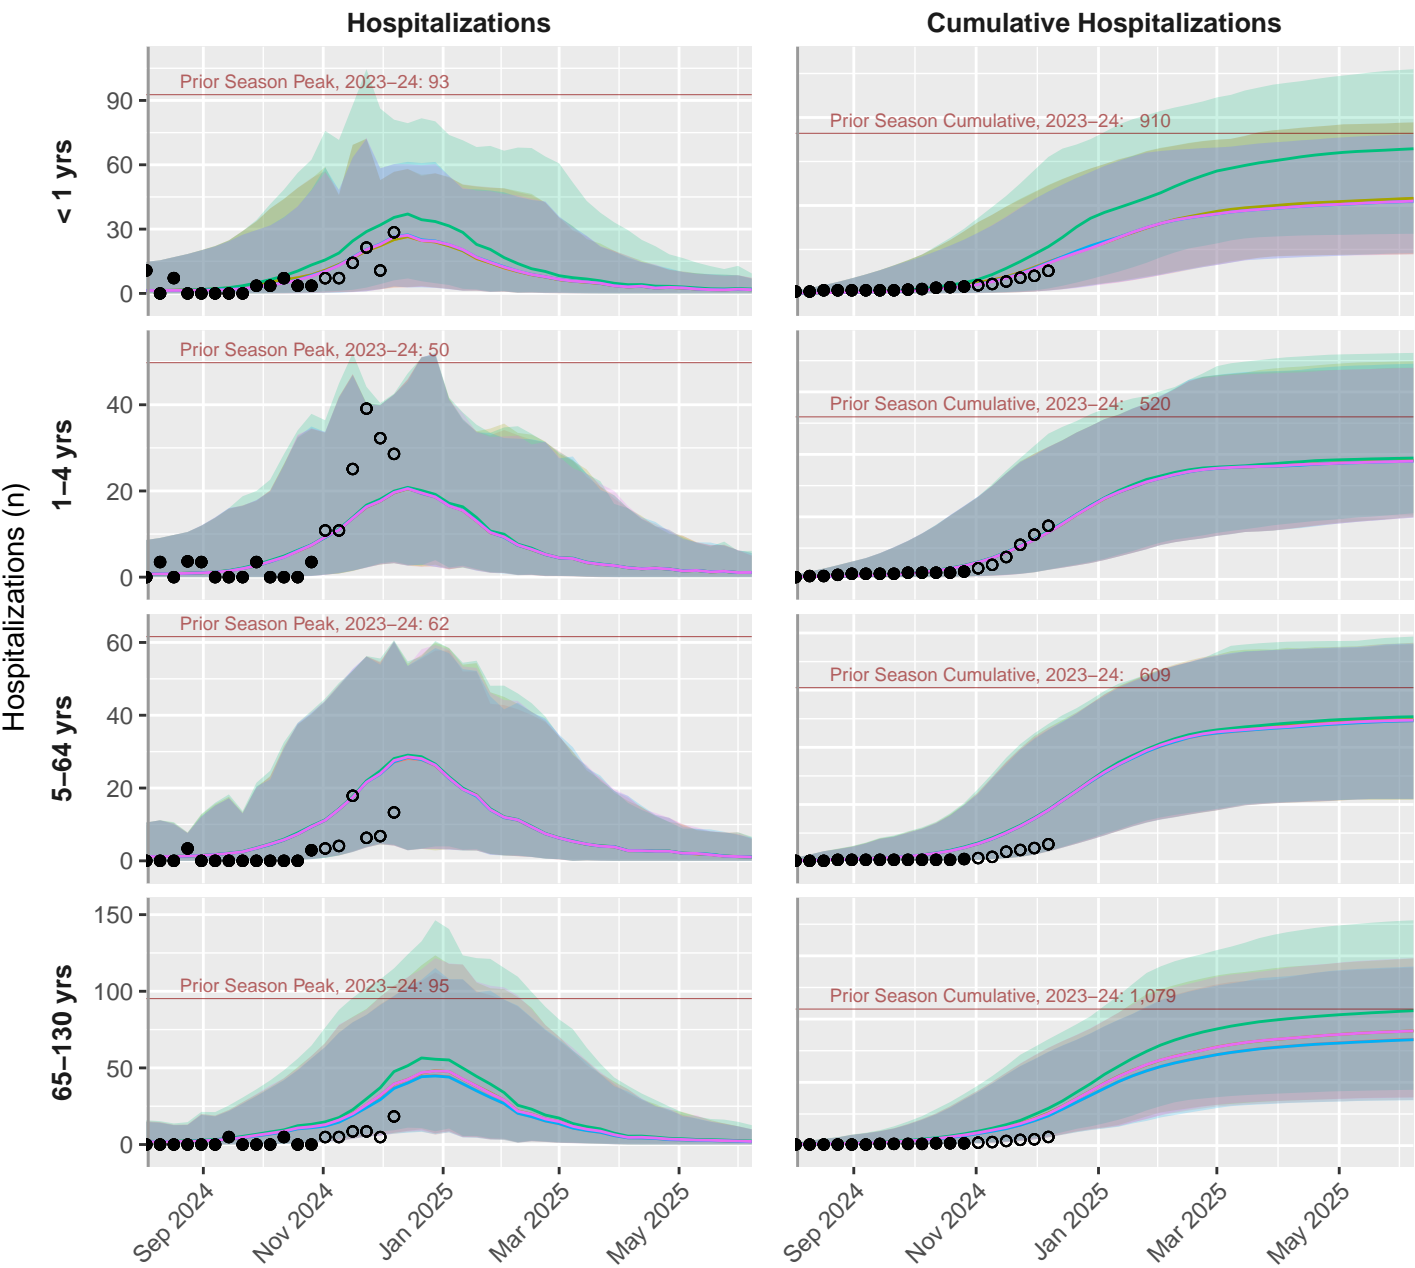 Hospitalizations
Cumulative Hospitalizations
Hospitalizations (n)
< 1 yrs
90
60
30
0
Prior Season Peak, 2023–24: 93
Prior Season Cumulative, 2023–24: 910
1–4 yrs
40
20
0
Prior Season Peak, 2023–24: 50
Prior Season Cumulative, 2023–24: 520
5–64 yrs
60
40
20
0
Prior Season Peak, 2023–24: 62
Prior Season Cumulative, 2023–24: 609
65–130 yrs
150
100
50
0
Prior Season Peak, 2023–24: 95
Prior Season Cumulative, 2023–24: 1,079
Sep 2024
Nov 2024
Jan 2025
Mar 2025
May 2025
Sep 2024
Nov 2024
Jan 2025
Mar 2025
May 2025